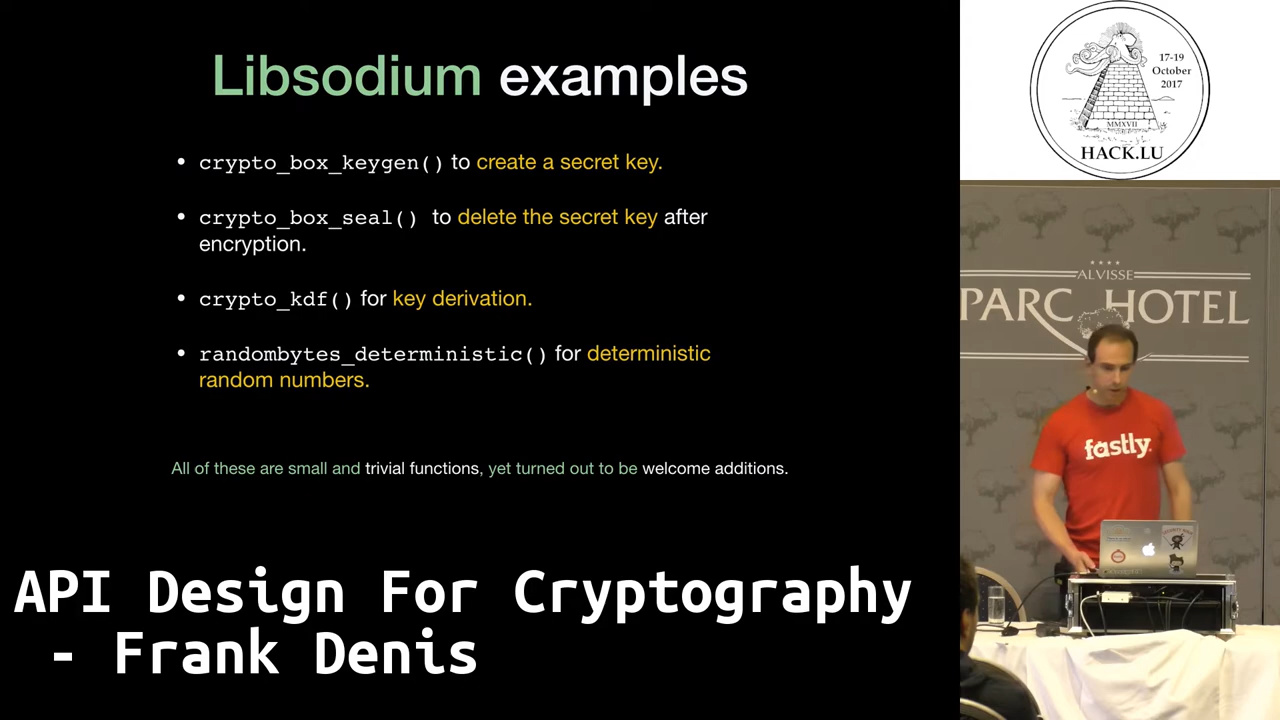 Libsodium examples
• crypto_box_keygen() to create a secret key.
• crypto_box_seal() to delete the secret key after
encryption.
• crypto_kdf() for key derivation.
• randombytes_deterministic() for deterministic
random numbers.
All of these are small and trivial functions, yet turned out to be welcome additions.
API Design For Cryptography
- Frank Denis
17-19
October
2017
MMXVII
HACK.LU
ALVISSE
PARC HOTEL
fastly.